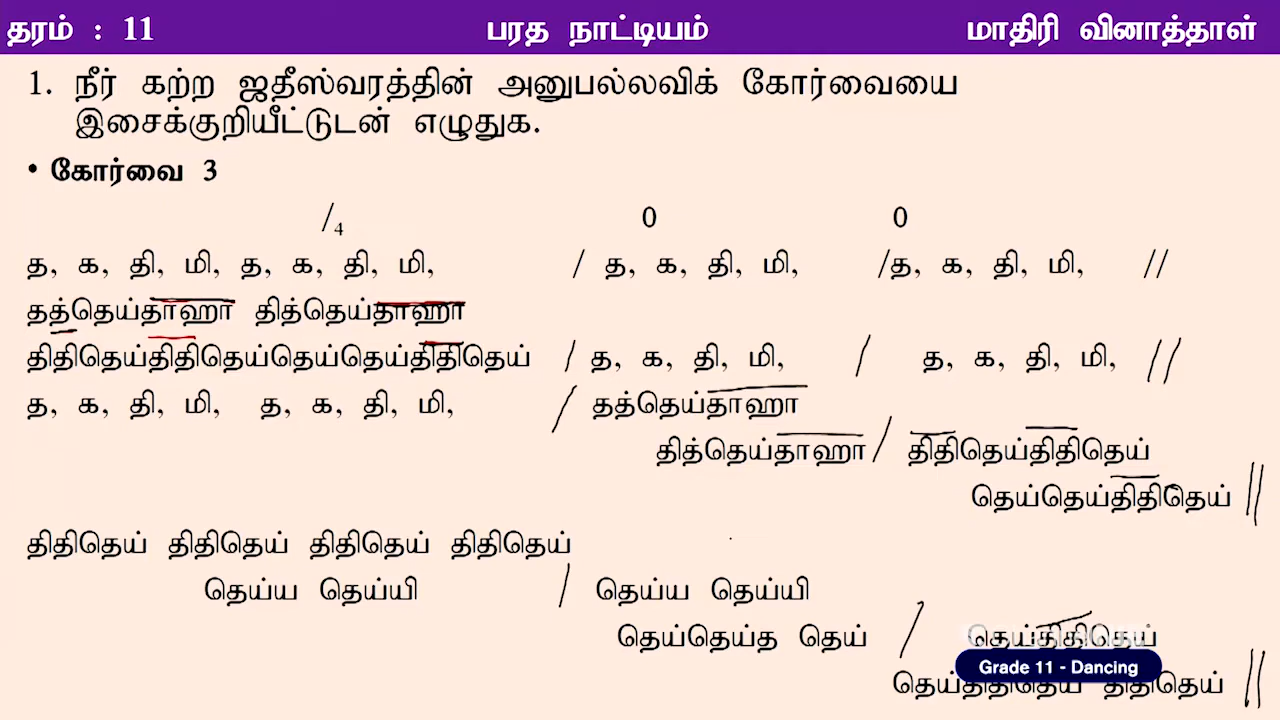 தரம் : 11 பரத நாட்டியம் மாதிரி வினாத்தாள்
1. நீர் கற்ற ஜதீஸ்வரத்தின் அனுபல்லவிக் கோர்வையை
இசைக்குறியீட்டுடன் எழுதுக.
• கோர்வை 3
/4 0 0
த, க, தி, மி, த, க, தி, மி, / த, க, தி, மி, /த, க, தி, மி, //
தத்தெய்தாஹா தித்தெய்தாஹா
திதிதெய்திதிதெய்தெய்தெய்திதிதெய் / த, க, தி, மி, / த, க, தி, மி, //
த, க, தி, மி, த, க, தி, மி, / தத்தெய்தாஹா
தித்தெய்தாஹா / திதிதெய்திதிதெய்
தெய்தெய்திதிதெய் //
திதிதெய் திதிதெய் திதிதெய் திதிதெய்
தெய்ய தெய்யி / தெய்ய தெய்யி
தெய்தெய்த தெய் / தெய்திதிதெய்
Grade 11 - Dancing
தெய்திதிதெய் திதிதெய் //